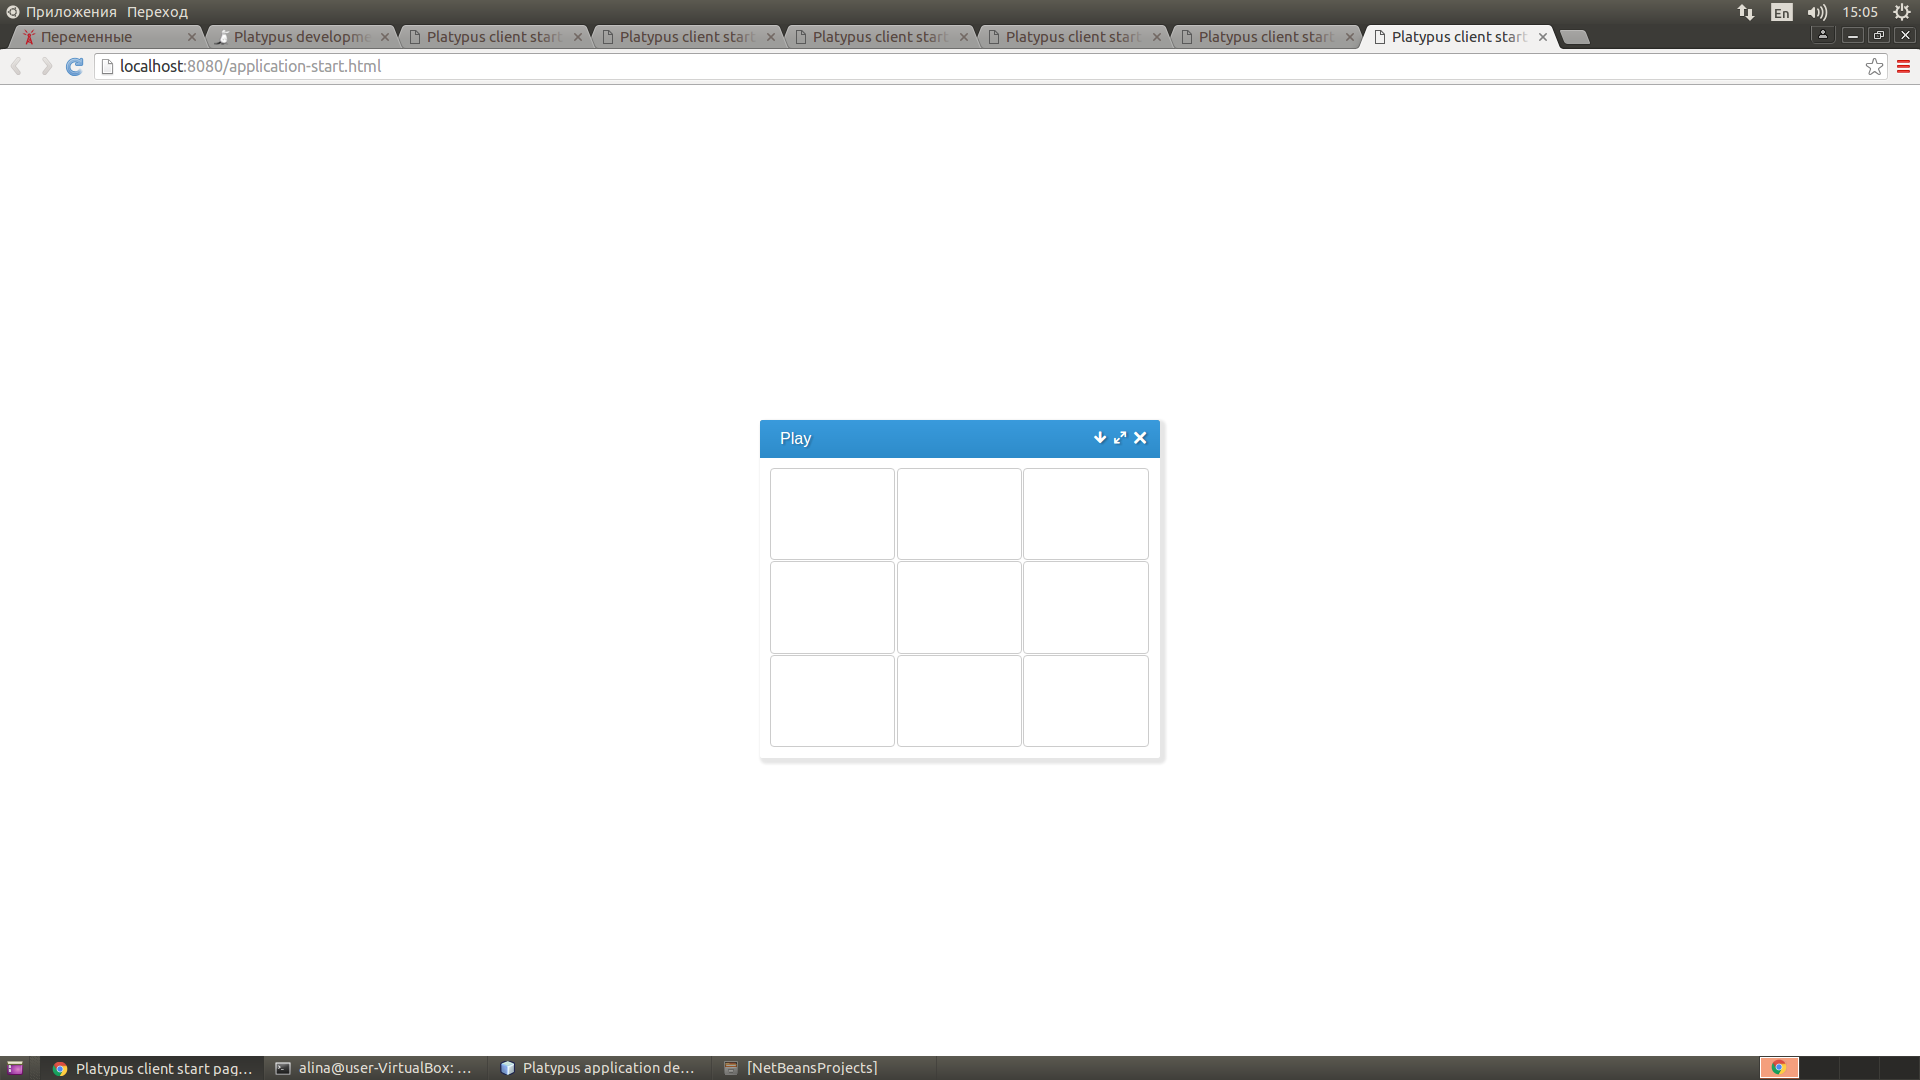 Приложения Переход
En 15:05
Переменные
Platypus developme
Platypus client start
Platypus client start
Platypus client start
Platypus client start
Platypus client start
Platypus client start
localhost:8080/application-start.html
Play
Platypus client start pag...
alina@user-VirtualBox: ...
Platypus application de...
[NetBeansProjects]